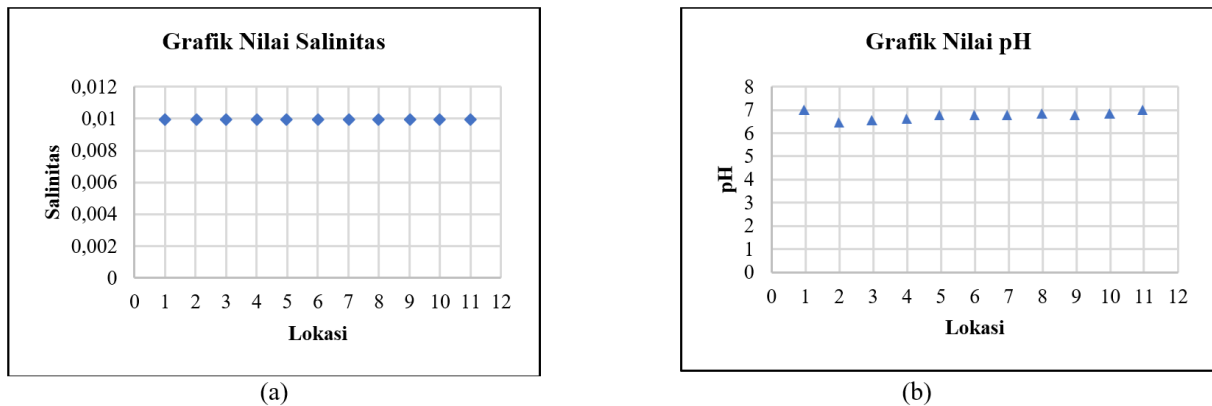 Grafik Nilai Salinitas
0,012
0,01
0,008
0,006
0,004
0,002
0
Salinitas
0 1 2 3 4 5 6 7 8 9 10 11 12
Lokasi
(a)
Grafik Nilai pH
8
7
6
5
4
3
2
1
0
pH
0 1 2 3 4 5 6 7 8 9 10 11 12
Lokasi
(b)